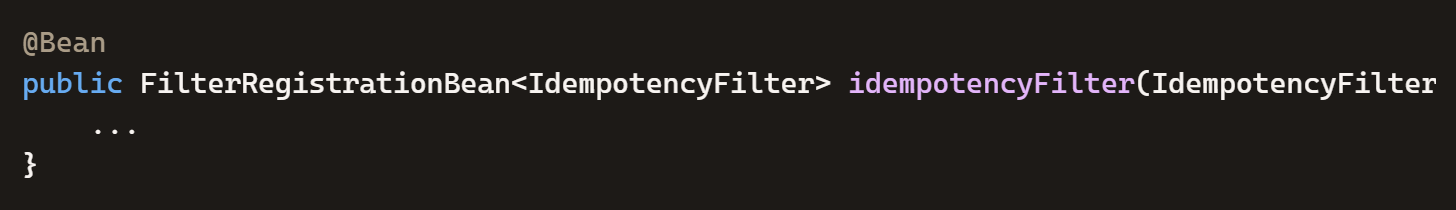 @Bean
public FilterRegistrationBean<IdempotencyFilter> idempotencyFilter(IdempotencyFilter
    ...
}